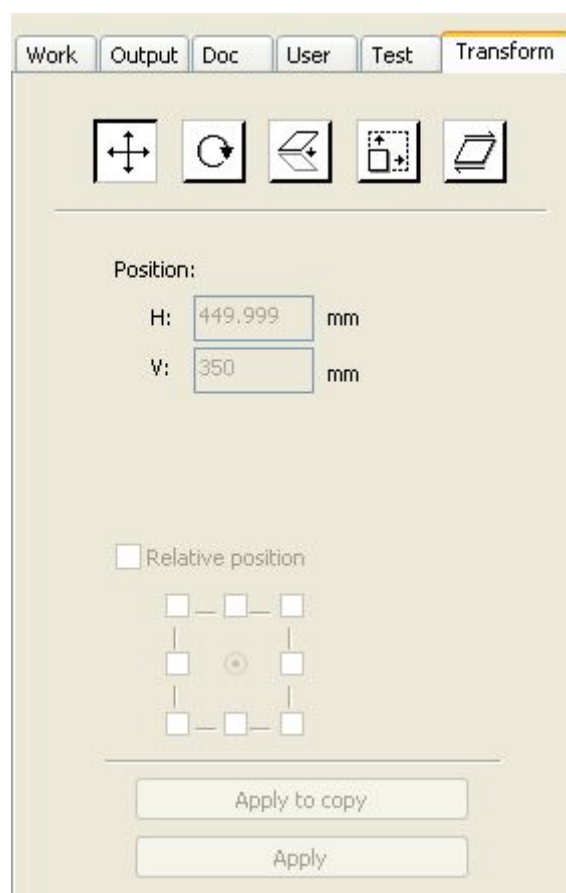 Work Output Doc User Test Transform
Position:
H: 449.999 mm
V: 350 mm
Relative position
Apply to copy
Apply